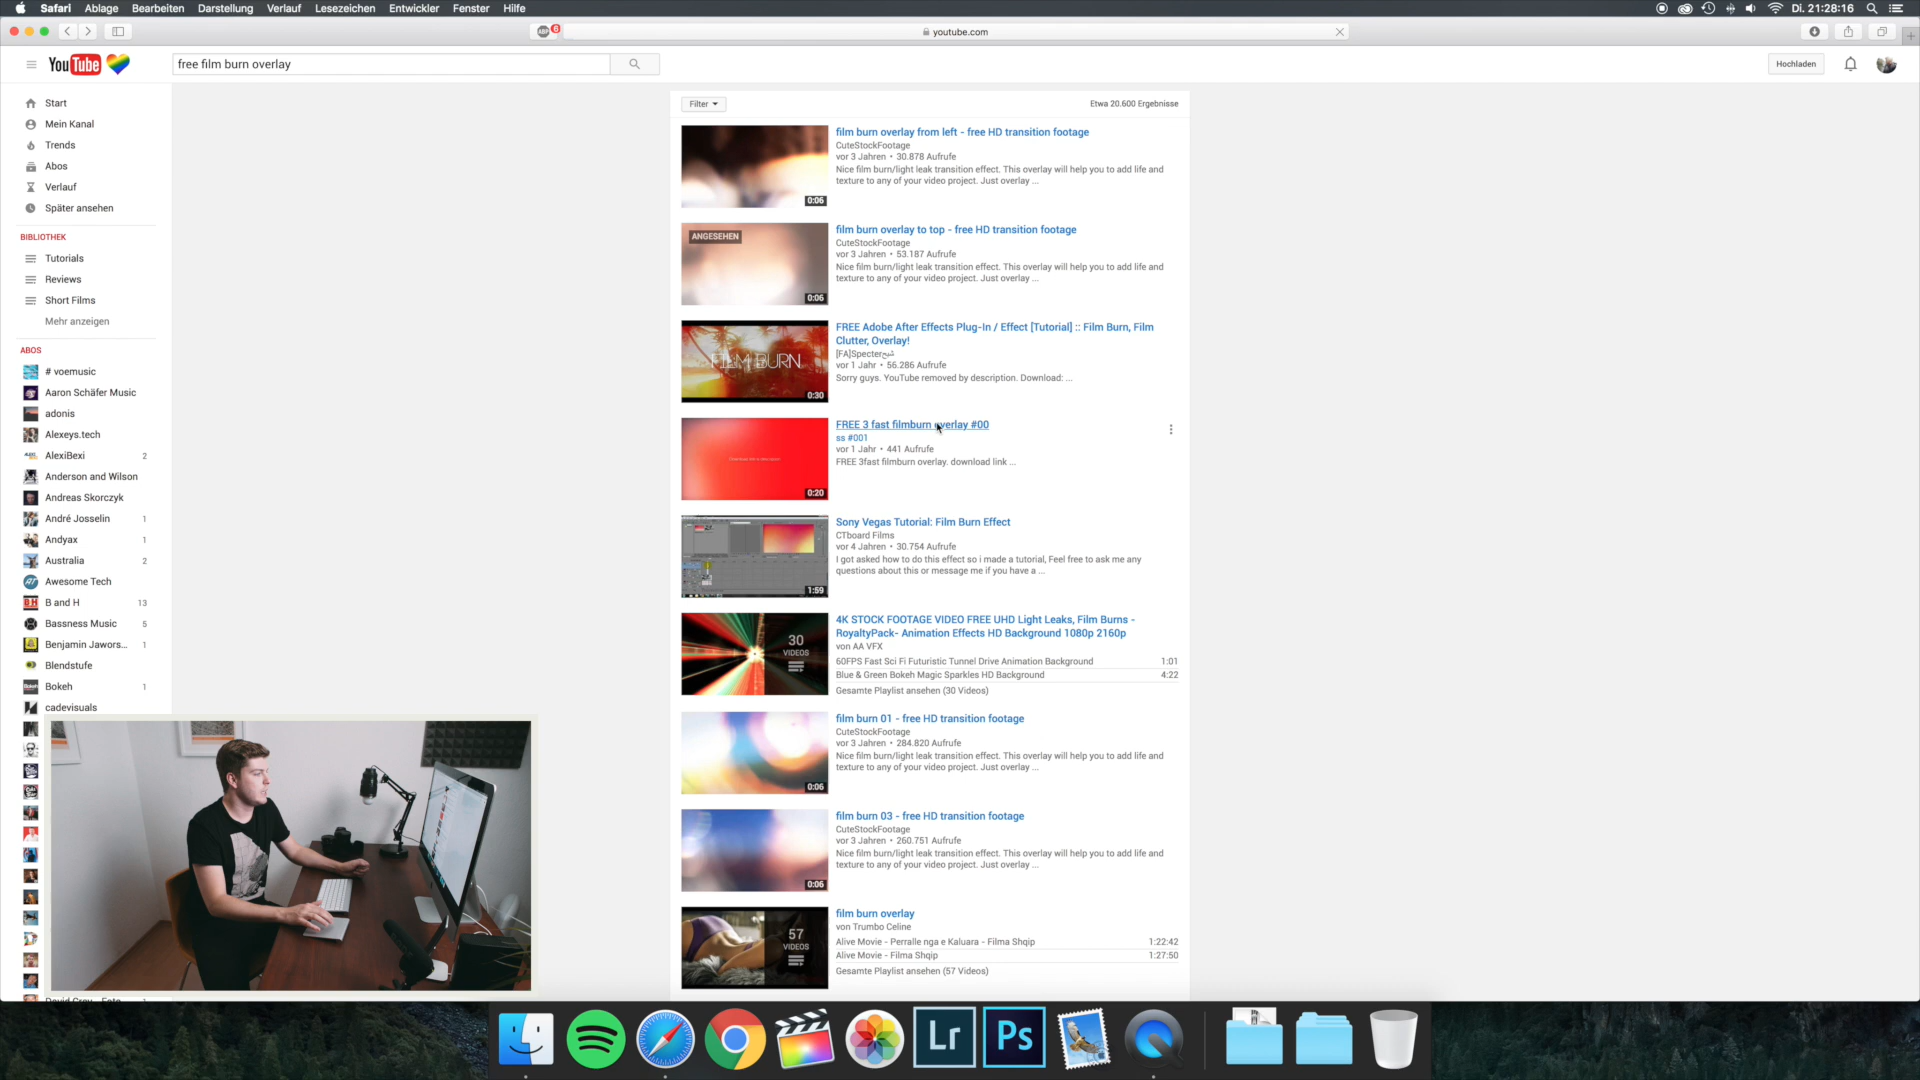 Safari Ablage Bearbeiten Darstellung Verlauf Lesezeichen Entwickler Fenster Hilfe
Di. 21:28:16
ABP 6
youtube.com
YouTube
free film burn overlay
Hochladen
Start
Mein Kanal
Trends
Abos
Verlauf
Später ansehen
BIBLIOTHEK
Tutorials
Reviews
Short Films
Mehr anzeigen
ABOS
# voemusic
Aaron Schäfer Music
adonis
Alexeys.tech
AlexiBexi 2
Anderson and Wilson
Andreas Skorczyk
André Josselin 1
Andyax 1
Australia 2
Awesome Tech
B and H 13
Bassness Music 5
Benjamin Jawors... 1
Blendstufe
Bokeh 1
cadevisuals
Filter
Etwa 20.600 Ergebnisse
0:06
film burn overlay from left - free HD transition footage
CuteStockFootage
vor 3 Jahren • 30.878 Aufrufe
Nice film burn/light leak transition effect. This overlay will help you to add life and
texture to any of your video project. Just overlay ...
ANGESEHEN
0:06
film burn overlay to top - free HD transition footage
CuteStockFootage
vor 3 Jahren • 53.187 Aufrufe
Nice film burn/light leak transition effect. This overlay will help you to add life and
texture to any of your video project. Just overlay ...
FILM BURN
0:30
FREE Adobe After Effects Plug-In / Effect [Tutorial] :: Film Burn, Film
Clutter, Overlay!
[FA]Specterشبح
vor 1 Jahr • 56.286 Aufrufe
Sorry guys. YouTube removed by description. Download: ...
0:20
FREE 3 fast filmburn overlay #00
ss #001
vor 1 Jahr • 441 Aufrufe
FREE 3fast filmburn overlay. download link ...
1:59
Sony Vegas Tutorial: Film Burn Effect
CTboard Films
vor 4 Jahren • 30.754 Aufrufe
I got asked how to do this effect so i made a tutorial, Feel free to ask me any
questions about this or message me if you have a ...
30
VIDEOS
4K STOCK FOOTAGE VIDEO FREE UHD Light Leaks, Film Burns -
RoyaltyPack- Animation Effects HD Background 1080p 2160p
von AA VFX
60FPS Fast Sci Fi Futuristic Tunnel Drive Animation Background 1:01
Blue & Green Bokeh Magic Sparkles HD Background 4:22
Gesamte Playlist ansehen (30 Videos)
0:06
film burn 01 - free HD transition footage
CuteStockFootage
vor 3 Jahren • 284.820 Aufrufe
Nice film burn/light leak transition effect. This overlay will help you to add life and
texture to any of your video project. Just overlay ...
0:06
film burn 03 - free HD transition footage
CuteStockFootage
vor 3 Jahren • 260.751 Aufrufe
Nice film burn/light leak transition effect. This overlay will help you to add life and
texture to any of your video project. Just overlay ...
57
VIDEOS
film burn overlay
von Trumbo Celine
Alive Movie - Perralle nga e Kaluara - Filma Shqip 1:22:42
Alive Movie - Filma Shqip 1:27:50
Gesamte Playlist ansehen (57 Videos)
Lr
Ps